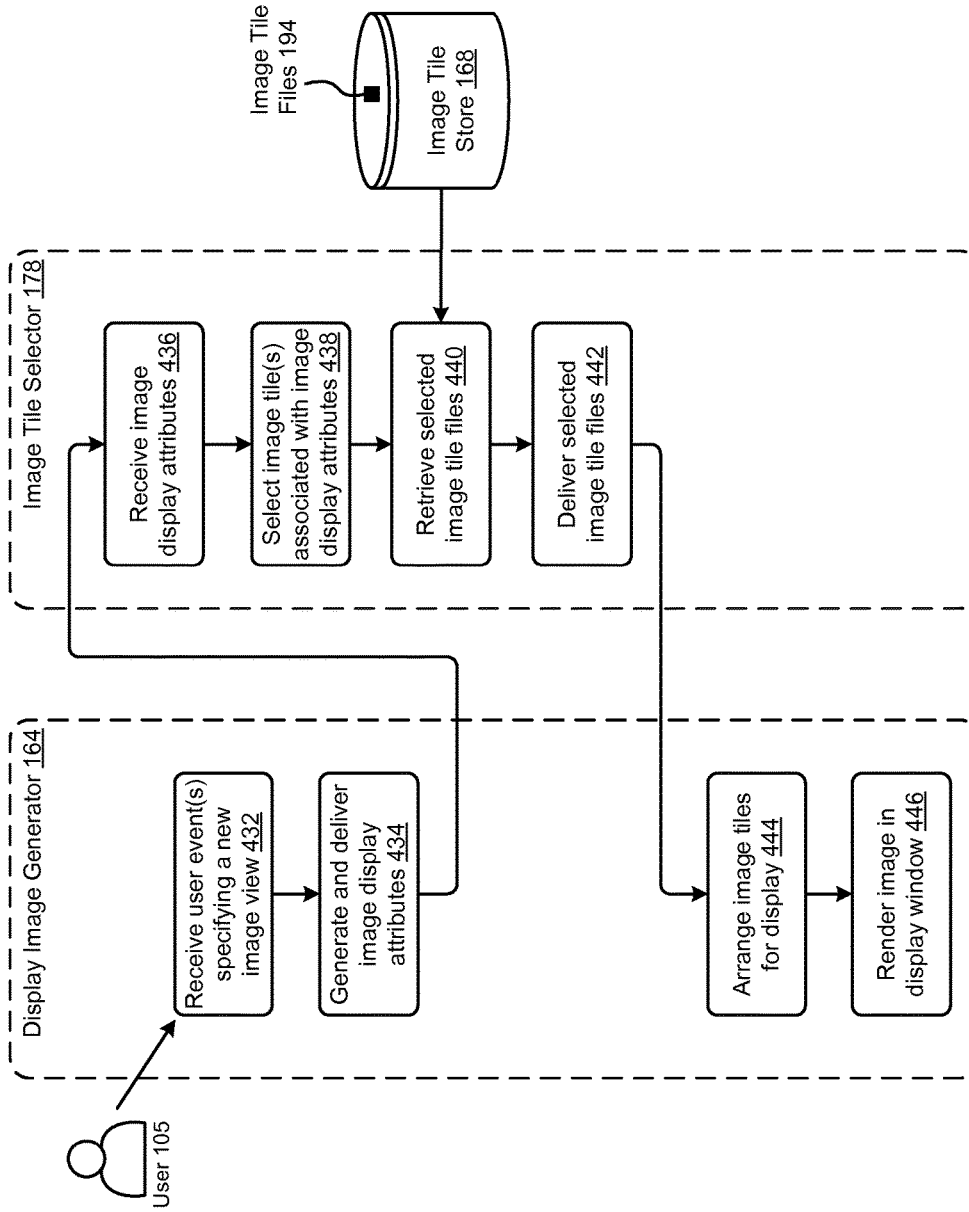 Display Image Generator 164
Image Tile Selector 178
User 105
Receive user event(s)
specifying a new
image view 432
Generate and deliver
image display
attributes 434
Receive image
display attributes 436
Select image tile(s)
associated with image
display attributes 438
Retrieve selected
image tile files 440
Deliver selected
image tile files 442
Image Tile
Files 194
Image Tile
Store 168
Arrange image tiles
for display 444
Render image in
display window 446